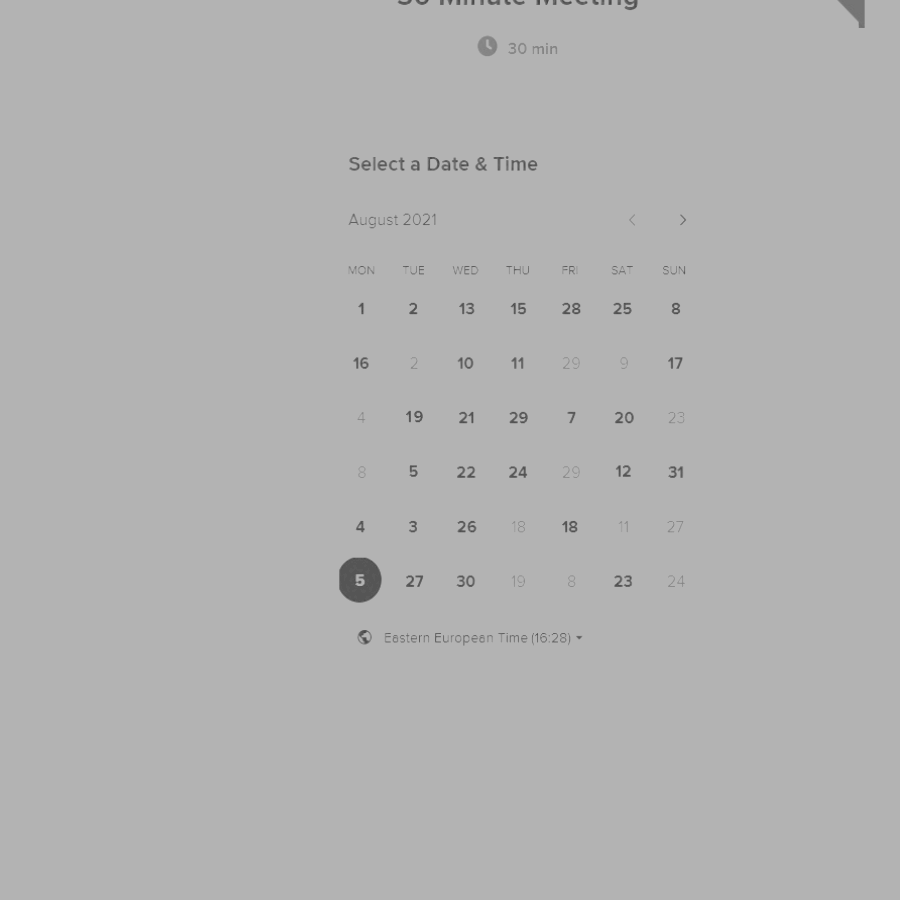 30 Minute Meeting
30 min
Select a Date & Time
August 2021
MON TUE WED THU FRI SAT SUN
1 2 13 15 28 25 8
16 2 10 11 29 9 17
4 19 21 29 7 20 23
8 5 22 24 29 12 31
4 3 26 18 18 11 27
5 27 30 19 8 23 24
Eastern European Time (16:28)